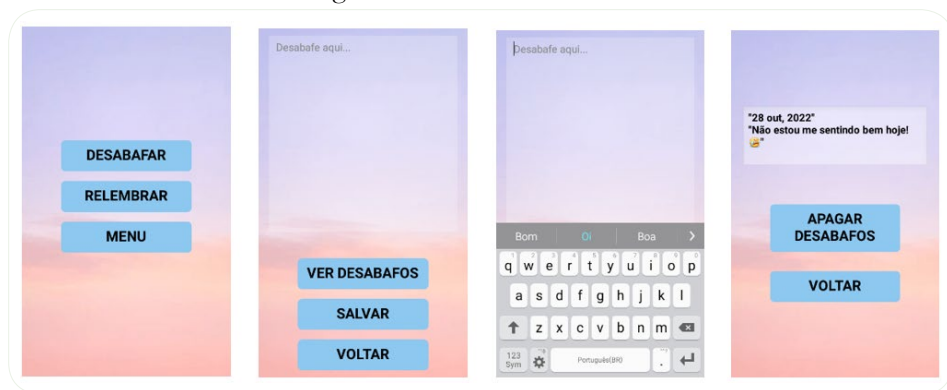 DESABAFAR
RELEMBRAR
MENU
Desabafe aqui...
VER DESABAFOS
SALVAR
VOLTAR
Desabafe aqui...
Bom Oi Boa
q w e r t y u i o p
a s d f g h j k l
z x c v b n m
123
Sym Português(BR) .
"28 out, 2022"
"Não estou me sentindo bem hoje!
"
APAGAR
DESABAFOS
VOLTAR